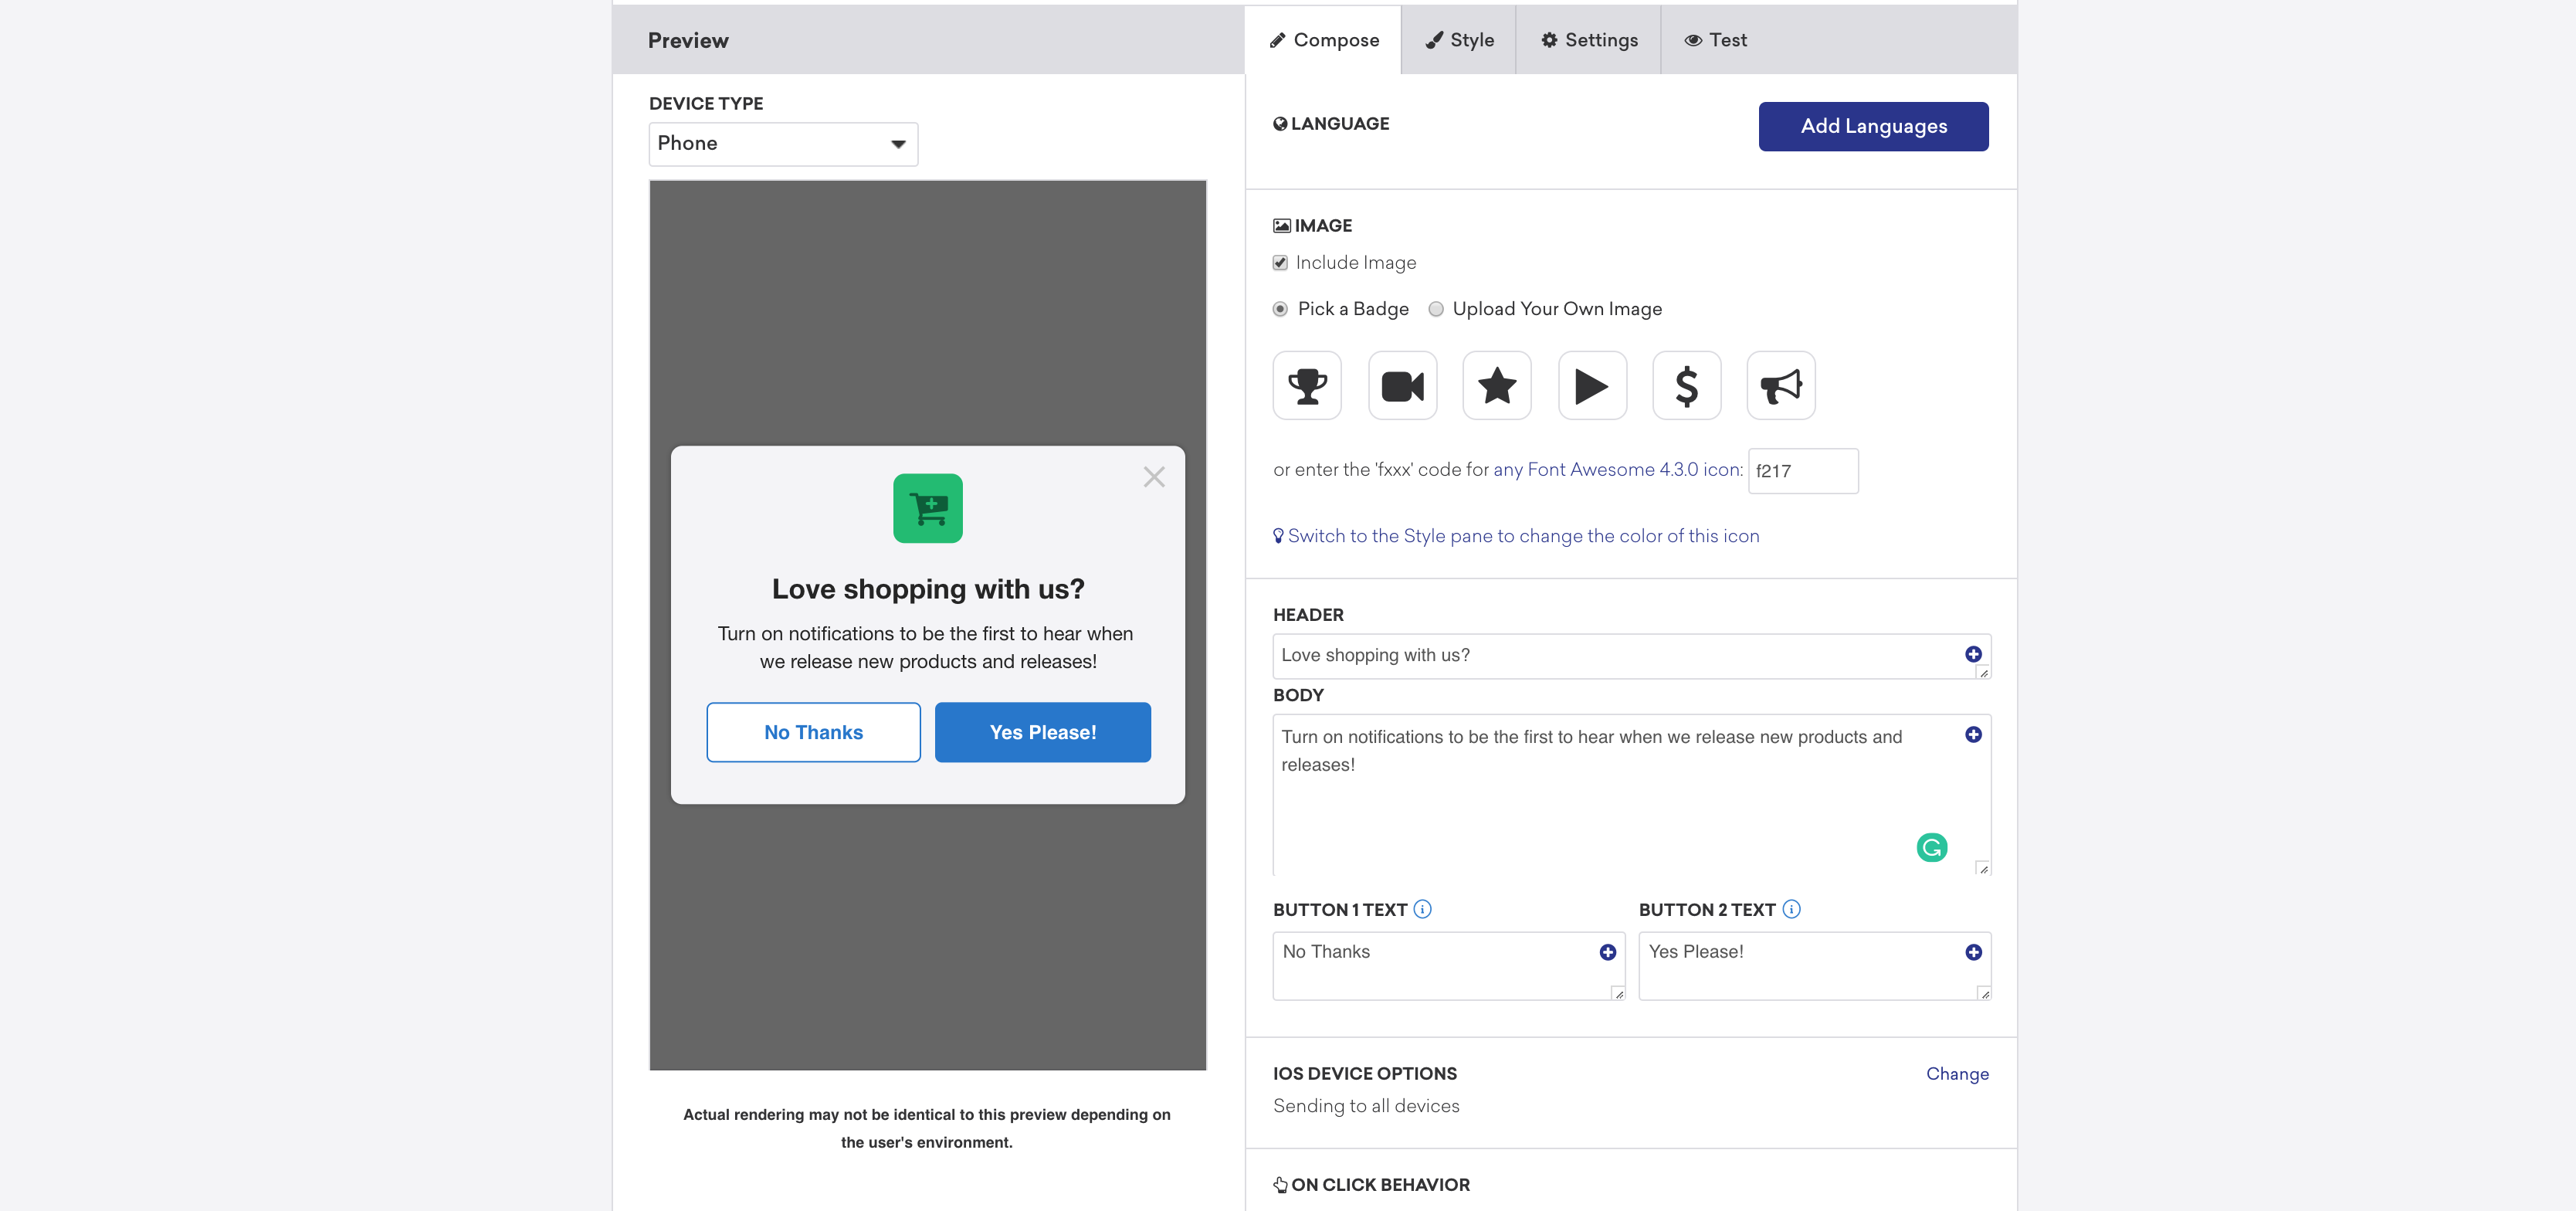 Preview
Compose
Style
Settings
Test
DEVICE TYPE
Phone
Love shopping with us?
Turn on notifications to be the first to hear when
we release new products and releases!
No Thanks
Yes Please!
Actual rendering may not be identical to this preview depending on
the user's environment.
LANGUAGE
Add Languages
IMAGE
Include Image
Pick a Badge
Upload Your Own Image
or enter the 'fxxx' code for any Font Awesome 4.3.0 icon: f217
Switch to the Style pane to change the color of this icon
HEADER
Love shopping with us?
BODY
Turn on notifications to be the first to hear when we release new products and
releases!
BUTTON 1 TEXT
BUTTON 2 TEXT
No Thanks
Yes Please!
IOS DEVICE OPTIONS
Change
Sending to all devices
ON CLICK BEHAVIOR